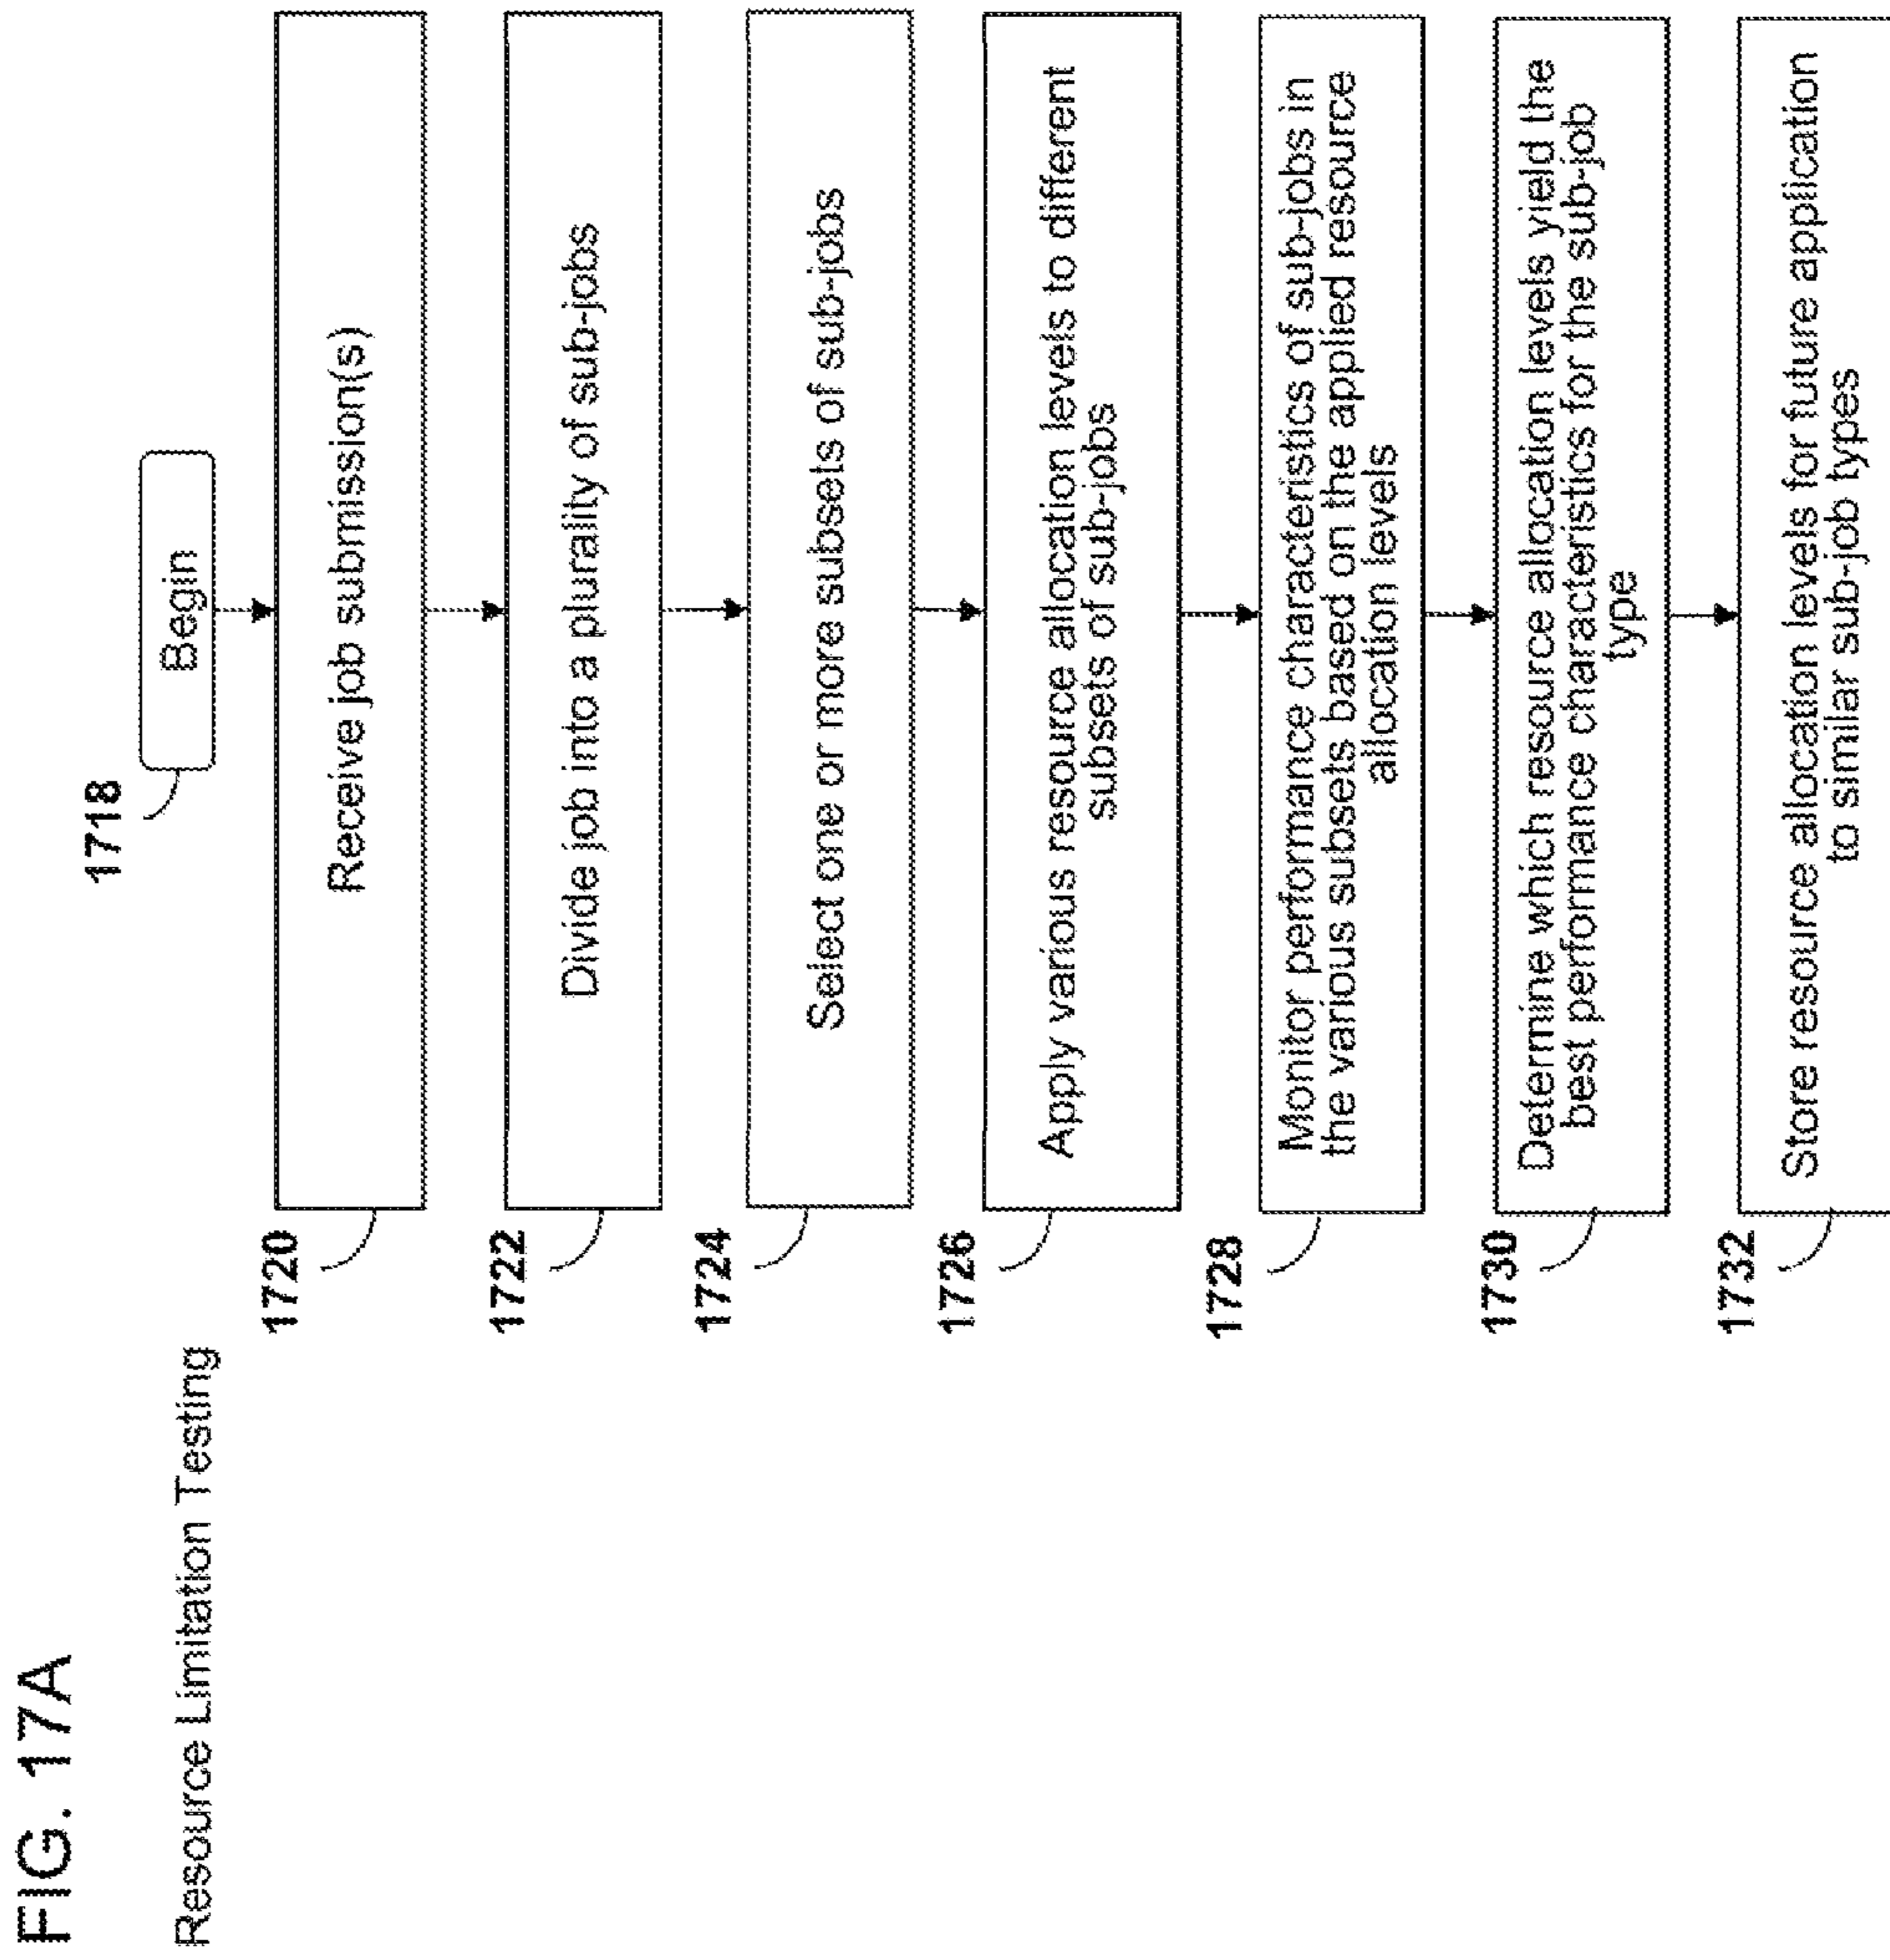 FIG. 17A
Resource Limitation Testing
1718
Begin
1720
Receive job submission(s)
1722
Divide job into a plurality of sub-jobs
1724
Select one or more subsets of sub-jobs
1726
Apply various resource allocation levels to different
subsets of sub-jobs
1728
Monitor performance characteristics of sub-jobs in
the various subsets based on the applied resource
allocation levels
1730
Determine which resource allocation levels yield the
best performance characteristics for the sub-job
type
1732
Store resource allocation levels for future application
to similar sub-job types